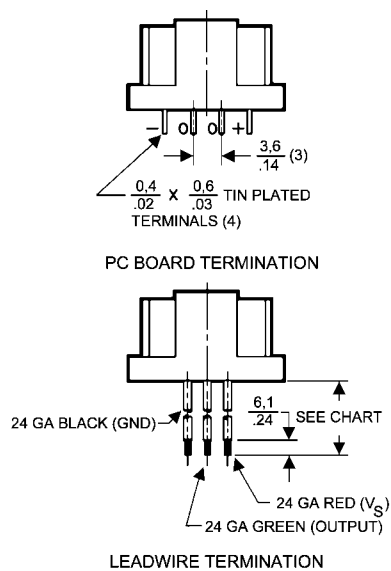 – o o +
3,6
.14 (3)
0,4 x 0,6 TIN PLATED
.02 .03
TERMINALS (4)
PC BOARD TERMINATION
24 GA BLACK (GND)
6,1
.24
SEE CHART
24 GA RED (VS)
24 GA GREEN (OUTPUT)
LEADWIRE TERMINATION